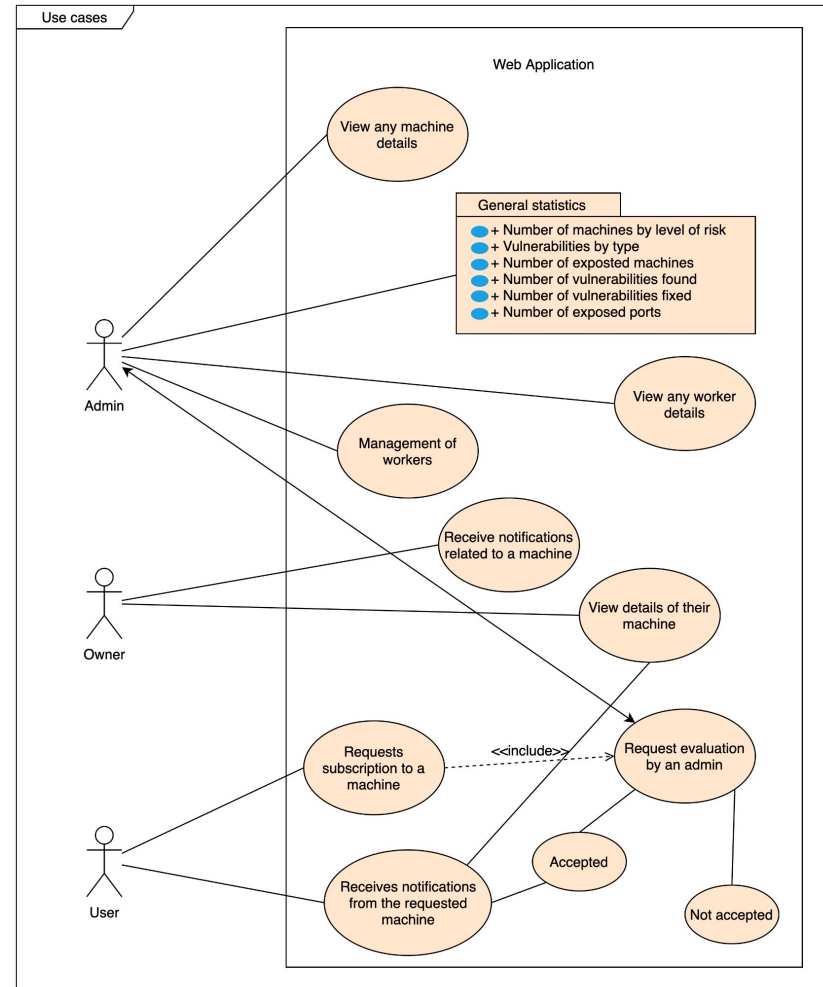 Use cases
Web Application
View any machine
details
General statistics
+ Number of machines by level of risk
+ Vulnerabilities by type
+ Number of exposted machines
+ Number of vulnerabilities found
+ Number of vulnerabilities fixed
+ Number of exposed ports
Admin
View any worker
details
Management of
workers
Receive notifications
related to a machine
View details of their
machine
Owner
Requests
subscription to a
machine
<<include>>
Request evaluation
by an admin
Accepted
User
Receives notifications
from the requested
machine
Not accepted